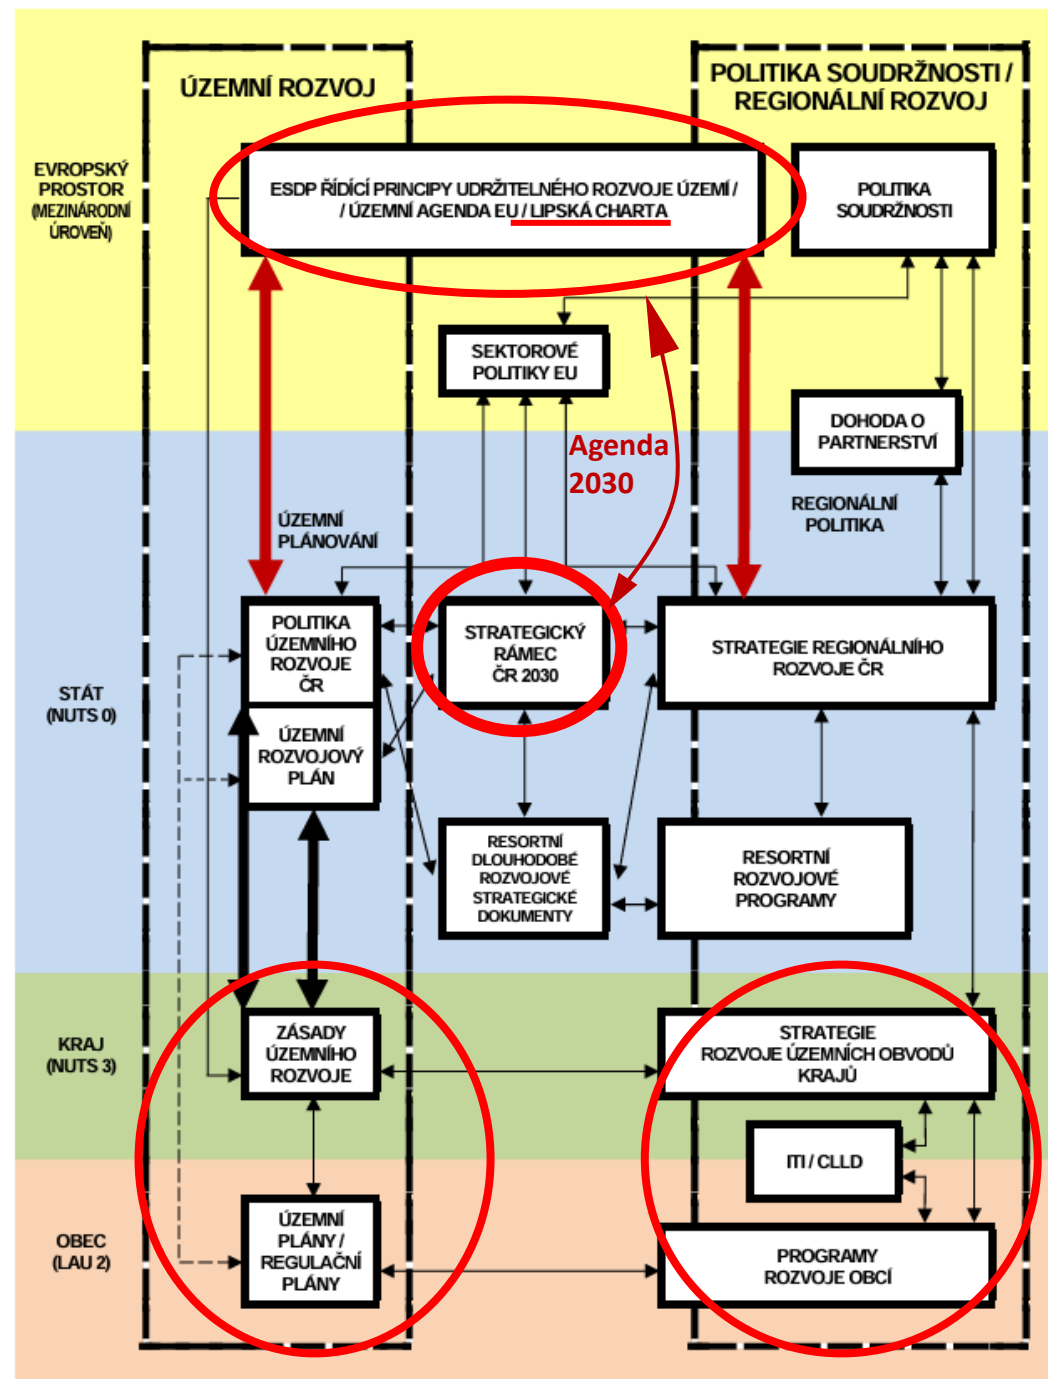 ÚZEMNÍ ROZVOJ
POLITIKA SOUDRŽNOSTI /
REGIONÁLNÍ ROZVOJ
EVROPSKÝ
PROSTOR
(MEZINÁRODNÍ
ÚROVEŇ)
ESDP ŘÍDÍCÍ PRINCIPY UDRŽITELNÉHO ROZVOJE ÚZEMÍ /
/ ÚZEMNÍ AGENDA EU / LIPSKÁ CHARTA
POLITIKA
SOUDRŽNOSTI
SEKTOROVÉ
POLITIKY EU
DOHODA O
PARTNERSTVÍ
Agenda
2030
REGIONÁLNÍ
POLITIKA
ÚZEMNÍ
PLÁNOVÁNÍ
STÁT
(NUTS 0)
POLITIKA
ÚZEMNÍHO
ROZVOJE
ČR
STRATEGICKÝ
RÁMEC
ČR 2030
STRATEGIE REGIONÁLNÍHO
ROZVOJE ČR
ÚZEMNÍ
ROZVOJOVÝ
PLÁN
RESORTNÍ
DLOUHODOBÉ
ROZVOJOVÉ
STRATEGICKÉ
DOKUMENTY
RESORTNÍ
ROZVOJOVÉ
PROGRAMY
KRAJ
(NUTS 3)
ZÁSADY
ÚZEMNÍHO
ROZVOJE
STRATEGIE
ROZVOJE ÚZEMNÍCH OBVODŮ
KRAJŮ
ITI / CLLD
OBEC
(LAU 2)
ÚZEMNÍ
PLÁNY /
REGULAČNÍ
PLÁNY
PROGRAMY
ROZVOJE OBCÍ